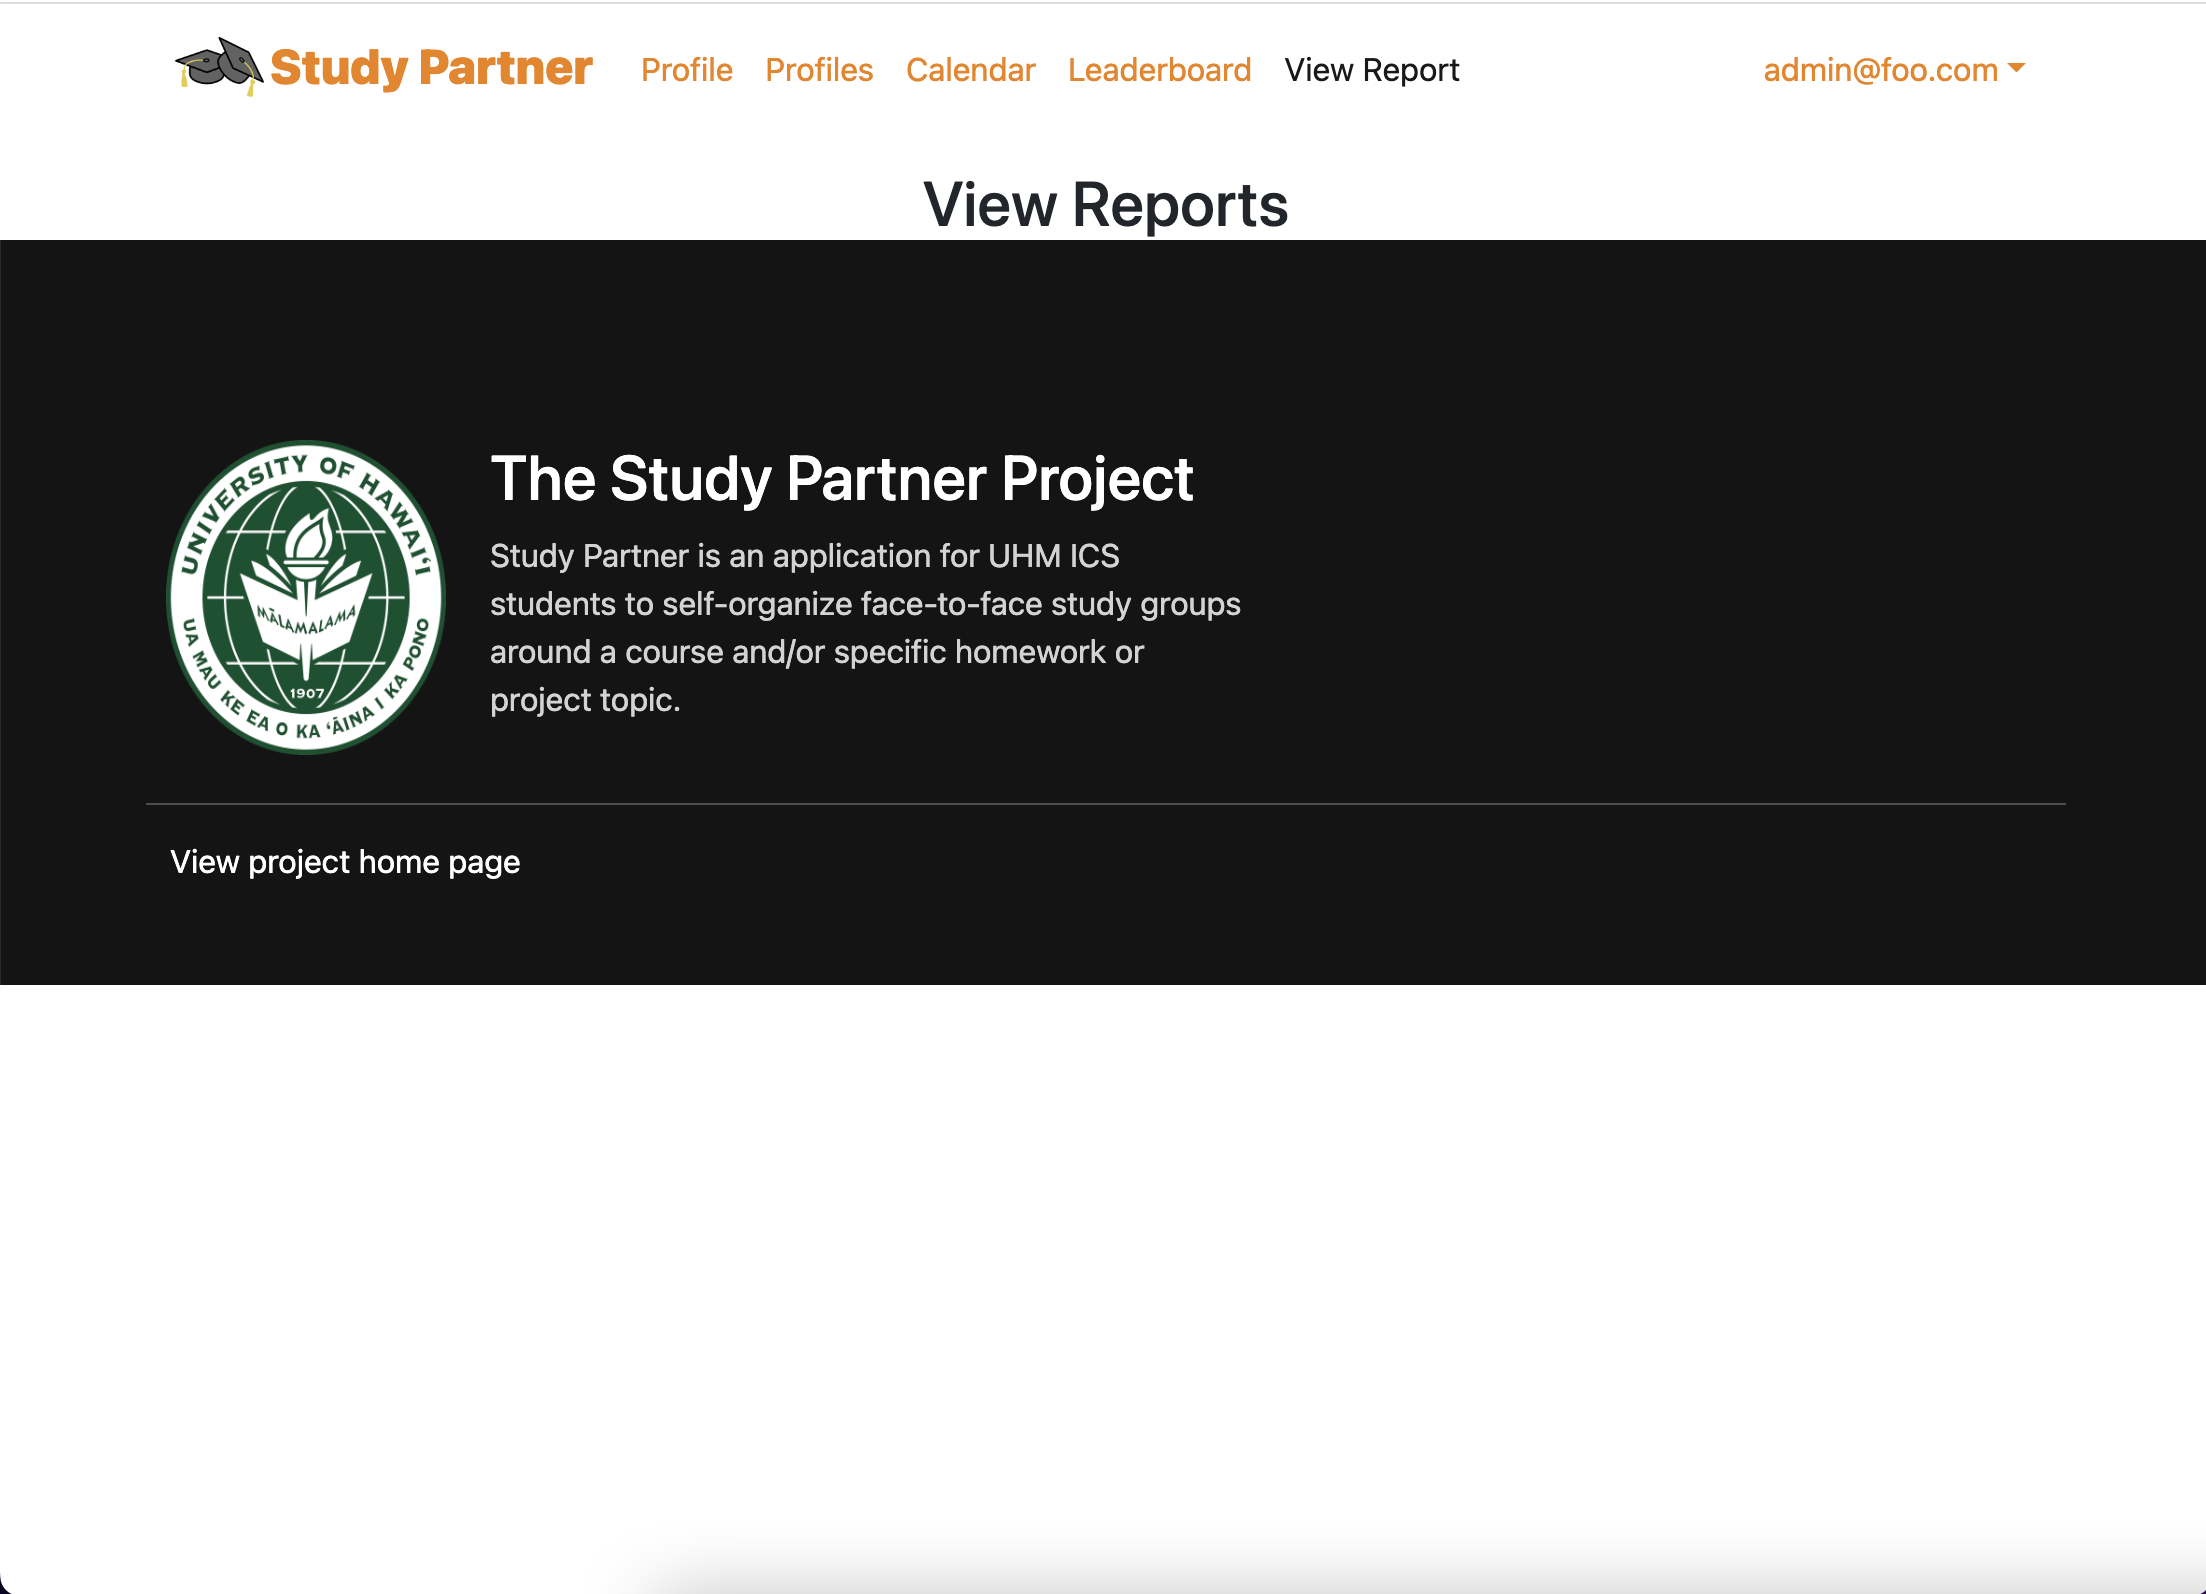 Study Partner Profile Profiles Calendar Leaderboard View Report admin@foo.com
View Reports
UNIVERSITY OF HAWAIʻI
MĀLAMALAMA
1907
UA MAU KE EA O KA ʻĀINA I KA PONO
The Study Partner Project
Study Partner is an application for UHM ICS
students to self-organize face-to-face study groups
around a course and/or specific homework or
project topic.
View project home page